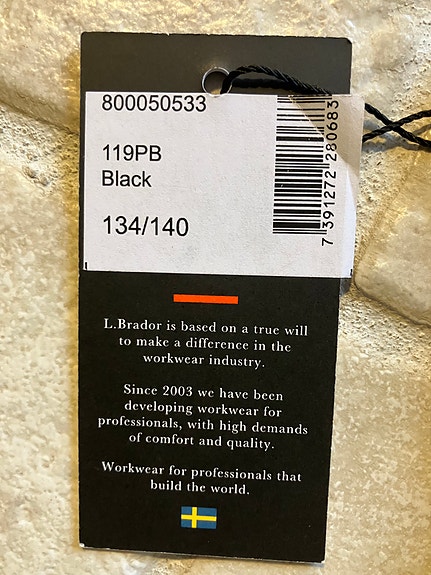 800050533
119PB
Black
134/140
7 391272 280683
L.Brador is based on a true will
to make a difference in the
workwear industry.
Since 2003 we have been
developing workwear for
professionals, with high demands
of comfort and quality.
Workwear for professionals that
build the world.